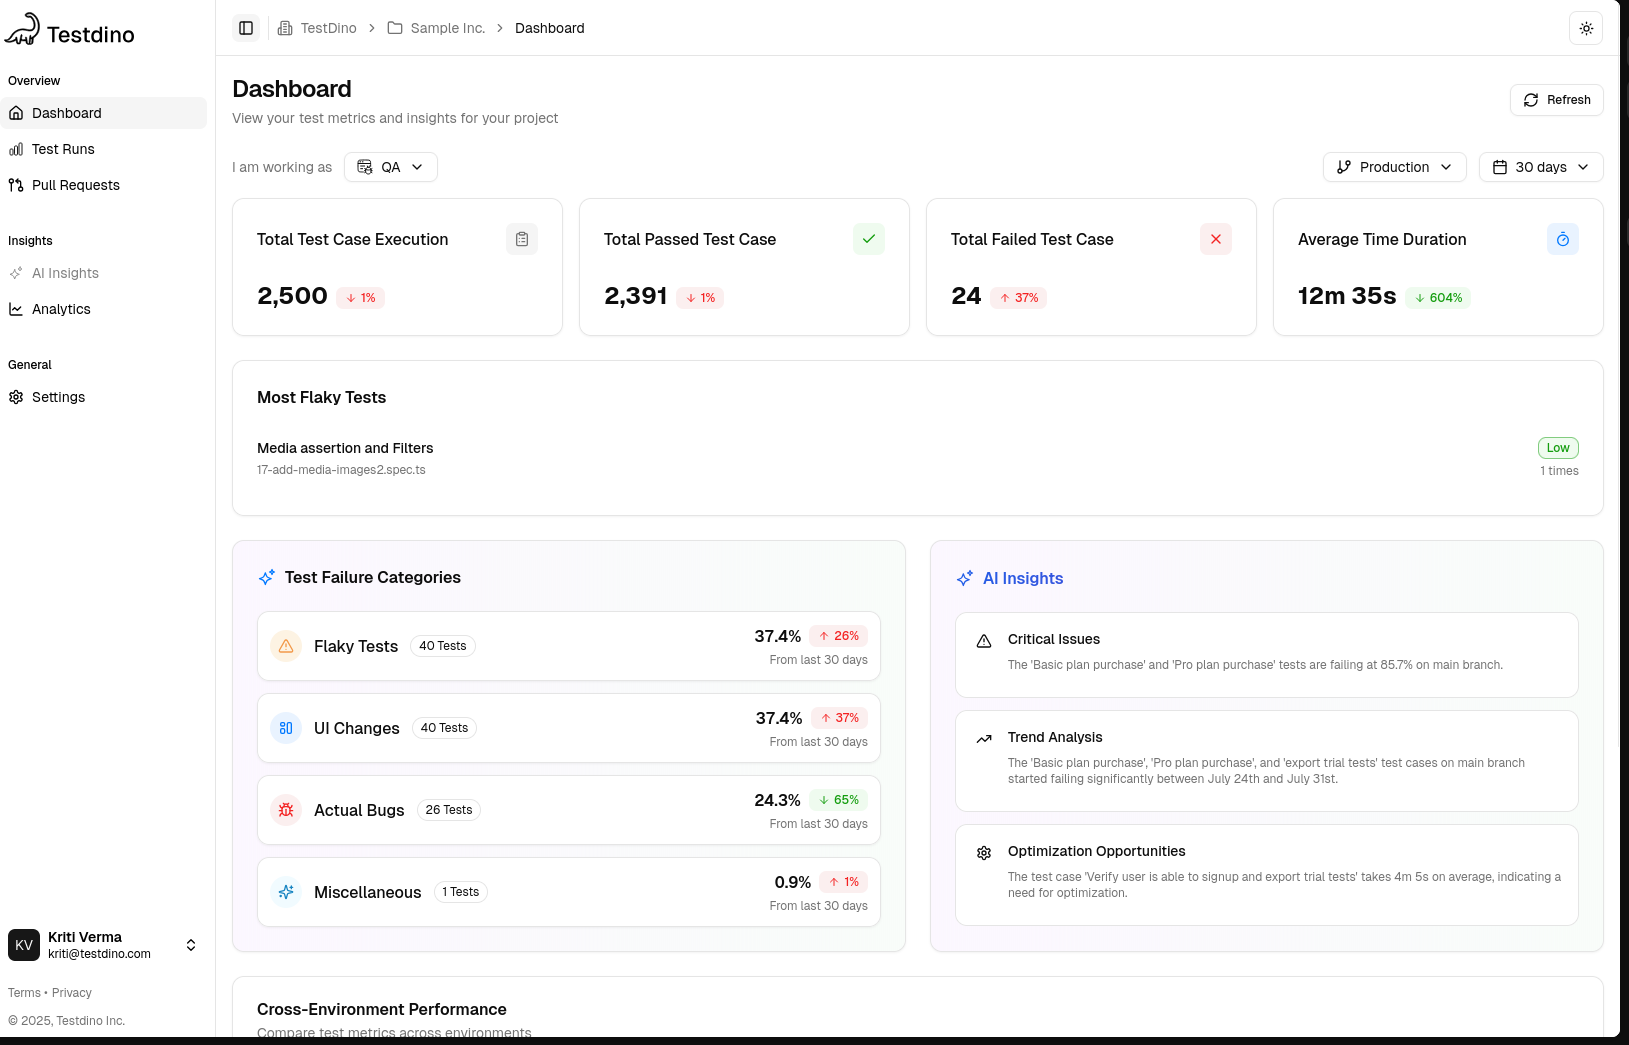 Testdino
Overview
Dashboard
Test Runs
Pull Requests
Insights
AI Insights
Analytics
General
Settings
KV
Kriti Verma
kriti@testdino.com
Terms • Privacy
© 2025, Testdino Inc.
TestDino > Sample Inc. > Dashboard
Dashboard
View your test metrics and insights for your project
Refresh
I am working as QA
Production
30 days
Total Test Case Execution
2,500 ↓ 1%
Total Passed Test Case
2,391 ↓ 1%
Total Failed Test Case
24 ↑ 37%
Average Time Duration
12m 35s ↓ 604%
Most Flaky Tests
Media assertion and Filters
17-add-media-images2.spec.ts
Low
1 times
Test Failure Categories
Flaky Tests 40 Tests
37.4% ↑ 26%
From last 30 days
UI Changes 40 Tests
37.4% ↑ 37%
From last 30 days
Actual Bugs 26 Tests
24.3% ↓ 65%
From last 30 days
Miscellaneous 1 Tests
0.9% ↑ 1%
From last 30 days
AI Insights
Critical Issues
The 'Basic plan purchase' and 'Pro plan purchase' tests are failing at 85.7% on main branch.
Trend Analysis
The 'Basic plan purchase', 'Pro plan purchase', and 'export trial tests' test cases on main branch
started failing significantly between July 24th and July 31st.
Optimization Opportunities
The test case 'Verify user is able to signup and export trial tests' takes 4m 5s on average, indicating a
need for optimization.
Cross-Environment Performance
Compare test metrics across environments